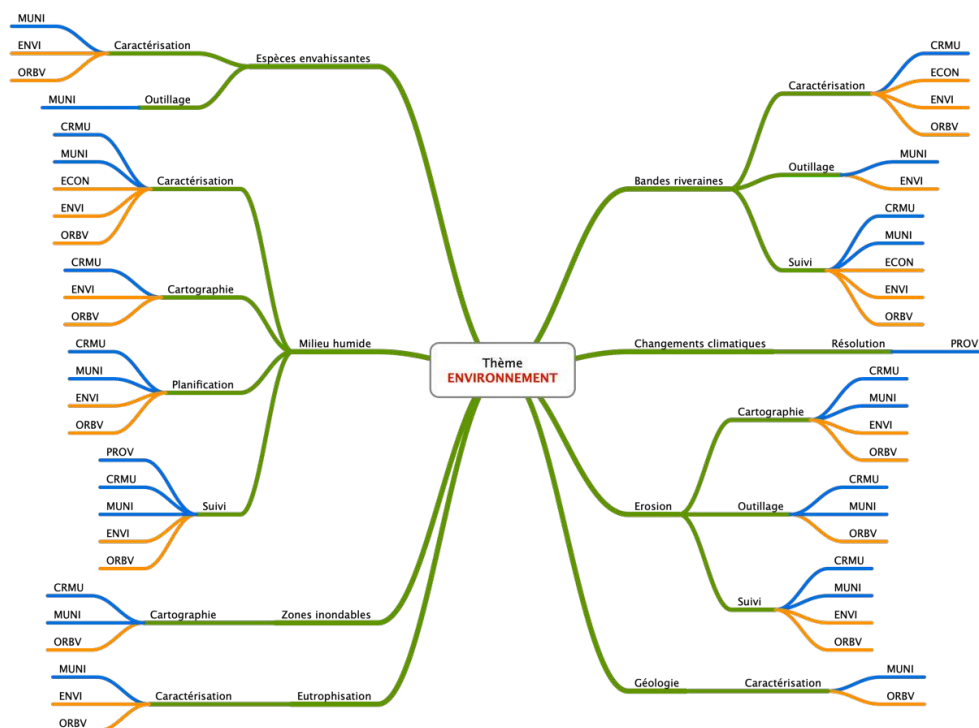 Thème
ENVIRONNEMENT
Espèces envahissantes
Caractérisation
MUNI
ENVI
ORBV
Outillage
MUNI
Milieu humide
Caractérisation
CRMU
MUNI
ECON
ENVI
ORBV
Cartographie
CRMU
ENVI
ORBV
Planification
CRMU
MUNI
ENVI
ORBV
Suivi
PROV
CRMU
MUNI
ENVI
ORBV
Zones inondables
Cartographie
CRMU
MUNI
ORBV
Eutrophisation
Caractérisation
MUNI
ENVI
ORBV
Bandes riveraines
Caractérisation
CRMU
ECON
ENVI
ORBV
Outillage
MUNI
ENVI
Suivi
CRMU
MUNI
ECON
ENVI
ORBV
Changements climatiques
Résolution
PROV
Erosion
Cartographie
CRMU
MUNI
ENVI
ORBV
Outillage
CRMU
MUNI
ORBV
Suivi
CRMU
MUNI
ENVI
ORBV
Géologie
Caractérisation
MUNI
ORBV